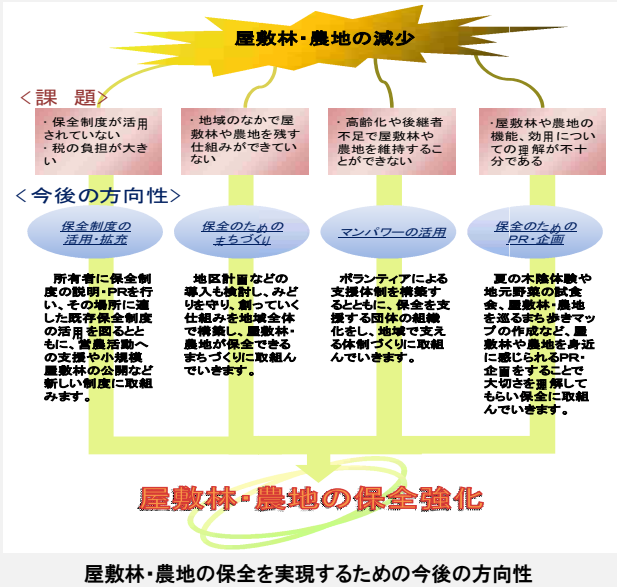 屋敷林・農地の減少
<課 題>
・保全制度が活用
されていない
・税の負担が大き
い
・地域のなかで屋
敷林や農地を残す
仕組みができてい
ない
・高齢化や後継者
不足で屋敷林や
農地を維持するこ
とができない
・屋敷林や農地の
機能、効用につい
ての理解が不十
分である
<今後の方向性>
保全制度の
活用・拡充
保全のための
まちづくり
マンパワーの活用
保全のための
PR・企画
所有者に保全制
度の説明・PRを行
い、その場所に適
した既存保全制度
の活用を図るとと
もに、営農活動へ
の支援や小規模
屋敷林の公開など
新しい制度に取組
みます。
地区計画などの
導入も検討し、みど
りを守り、創っていく
仕組みを地域全体
で構築し、屋敷林・
農地が保全できる
まちづくりに取組ん
でいきます。
ボランティアによる
支援体制を構築す
るとともに、保全を支
援する団体の組織
化をし、地域で支え
る体制づくりに取組
んでいきます。
夏の木陰体験や
地元野菜の試食
会、屋敷林・農地
を巡るまち歩きマッ
プの作成など、屋
敷林や農地を身近
に感じられるPR・
企画をすることで
大切さを理解して
もらい保全に取組
んでいきます。
屋敷林・農地の保全強化
屋敷林・農地の保全を実現するための今後の方向性